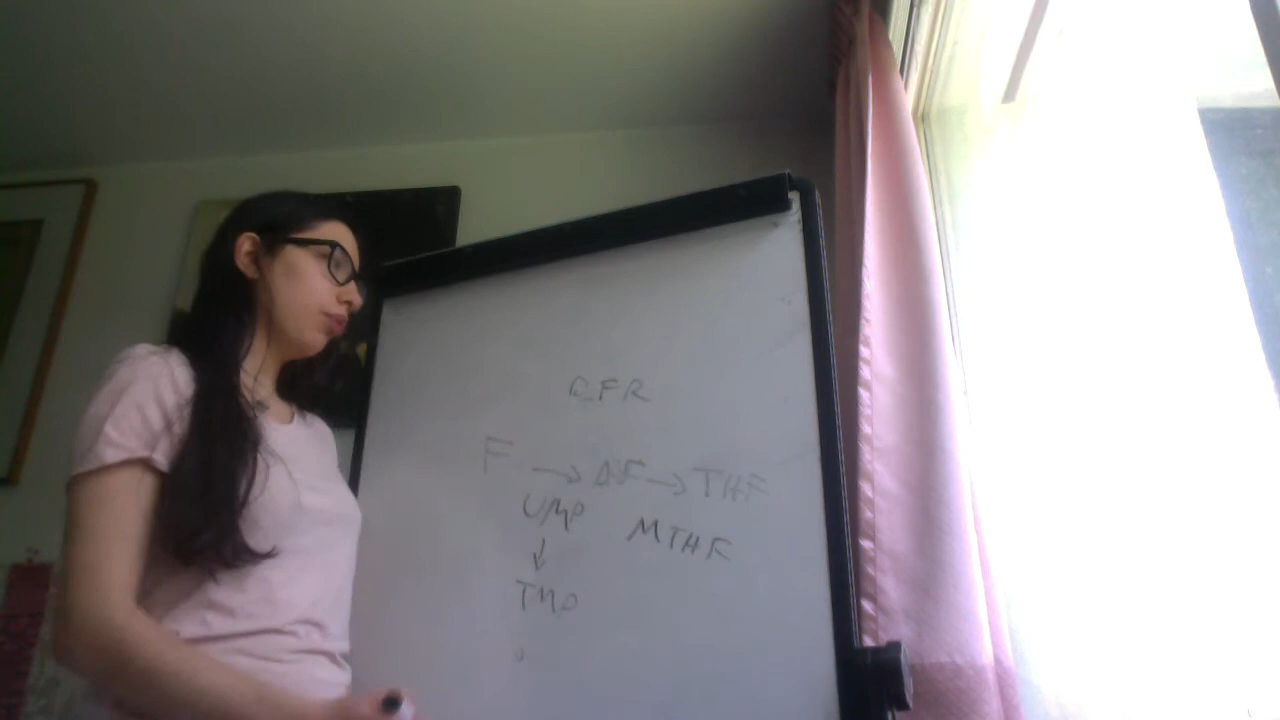 DFR
F → DHF → THF
UMP
MTHF
↓
TMP